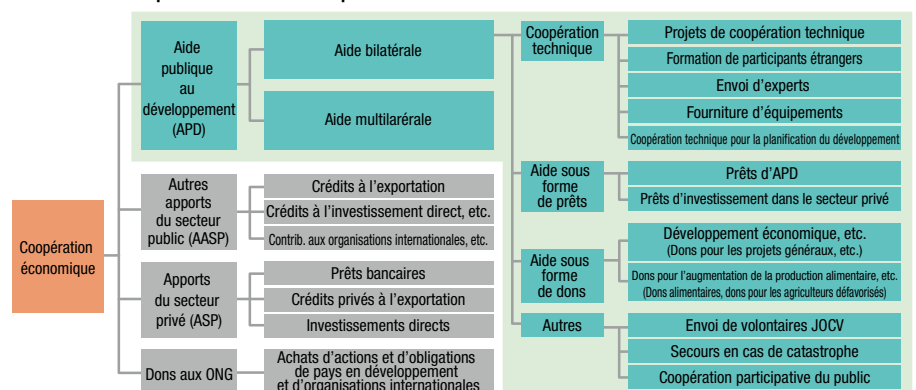 Coopération
économique
Aide
publique
au
développement
(APD)
Aide bilatérale
Aide multilarérale
Autres
apports
du secteur
public (AASP)
Crédits à l'exportation
Crédits à l'investissement direct, etc.
Contrib. aux organisations internationales, etc.
Apports
du secteur
privé (ASP)
Prêts bancaires
Crédits privés à l'exportation
Investissements directs
Dons aux ONG
Achats d'actions et d'obligations
de pays en développement
et d'organisations internationales
Coopération
technique
Projets de coopération technique
Formation de participants étrangers
Envoi d'experts
Fourniture d'équipements
Coopération technique pour la planification du développement
Aide sous
forme
de prêts
Prêts d'APD
Prêts d'investissement dans le secteur privé
Aide sous
forme
de dons
Développement économique, etc.
(Dons pour les projets généraux, etc.)
Dons pour l'augmentation de la production alimentaire, etc.
(Dons alimentaires, dons pour les agriculteurs défavorisés)
Autres
Envoi de volontaires JOCV
Secours en cas de catastrophe
Coopération participative du public